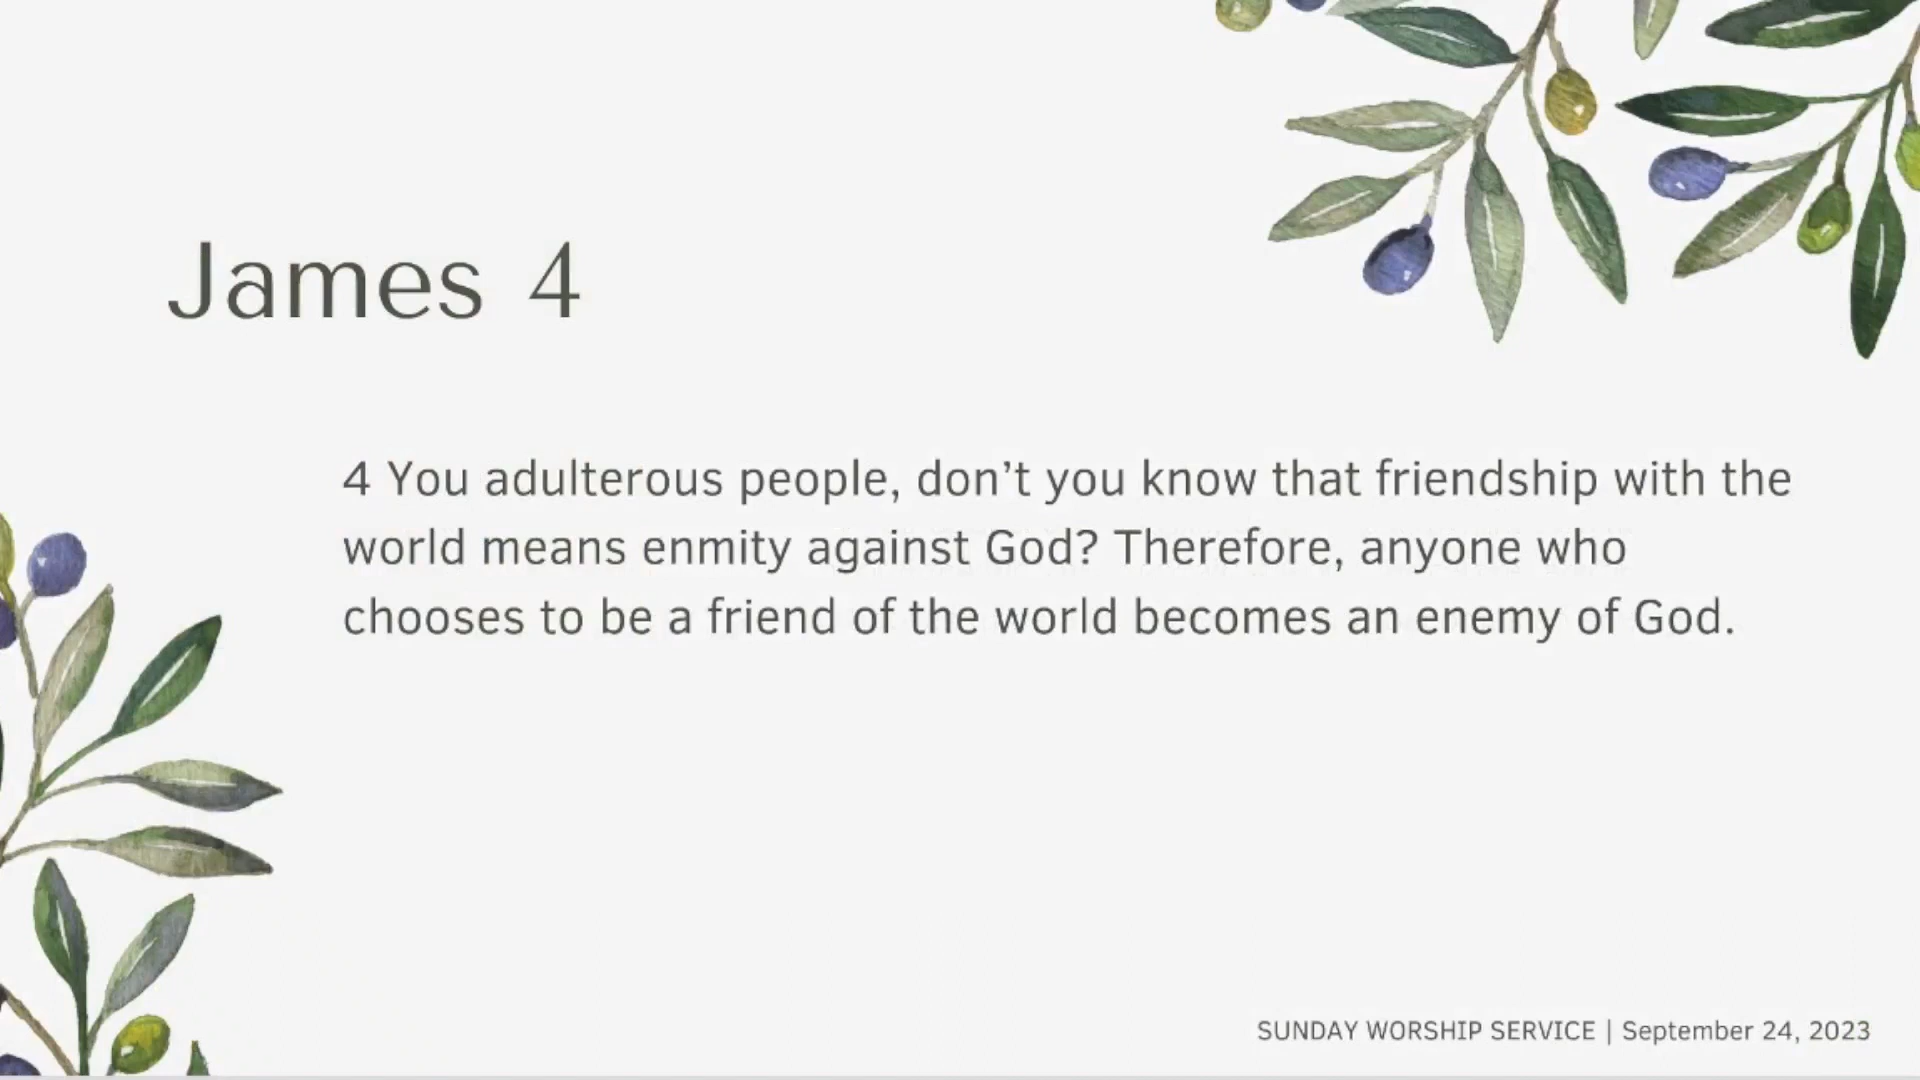 James 4
4 You adulterous people, don’t you know that friendship with the
world means enmity against God? Therefore, anyone who
chooses to be a friend of the world becomes an enemy of God.
SUNDAY WORSHIP SERVICE | September 24, 2023